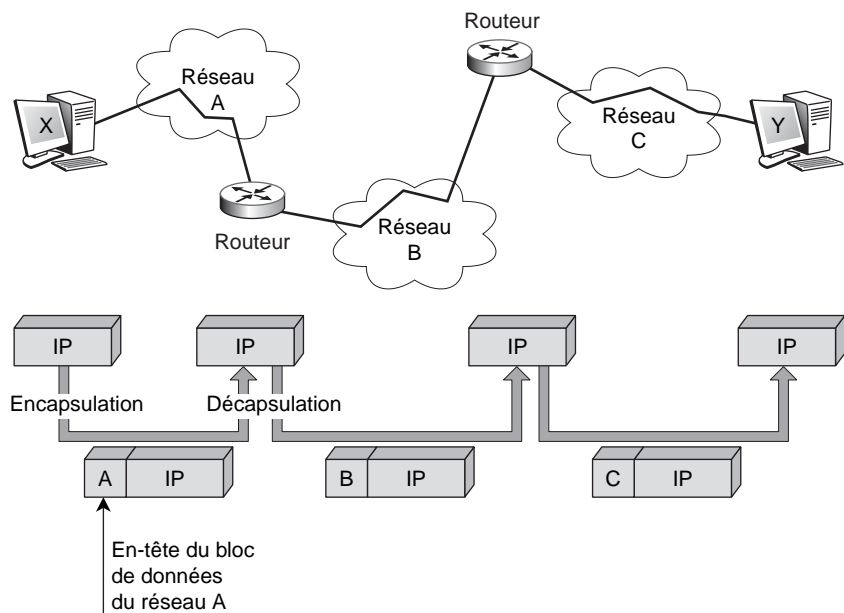 Routeur
Réseau
A
X
Réseau
C
Y
Routeur
Réseau
B
IP
IP
IP
IP
Encapsulation
Décapsulation
A IP
B IP
C IP
En-tête du bloc
de données
du réseau A